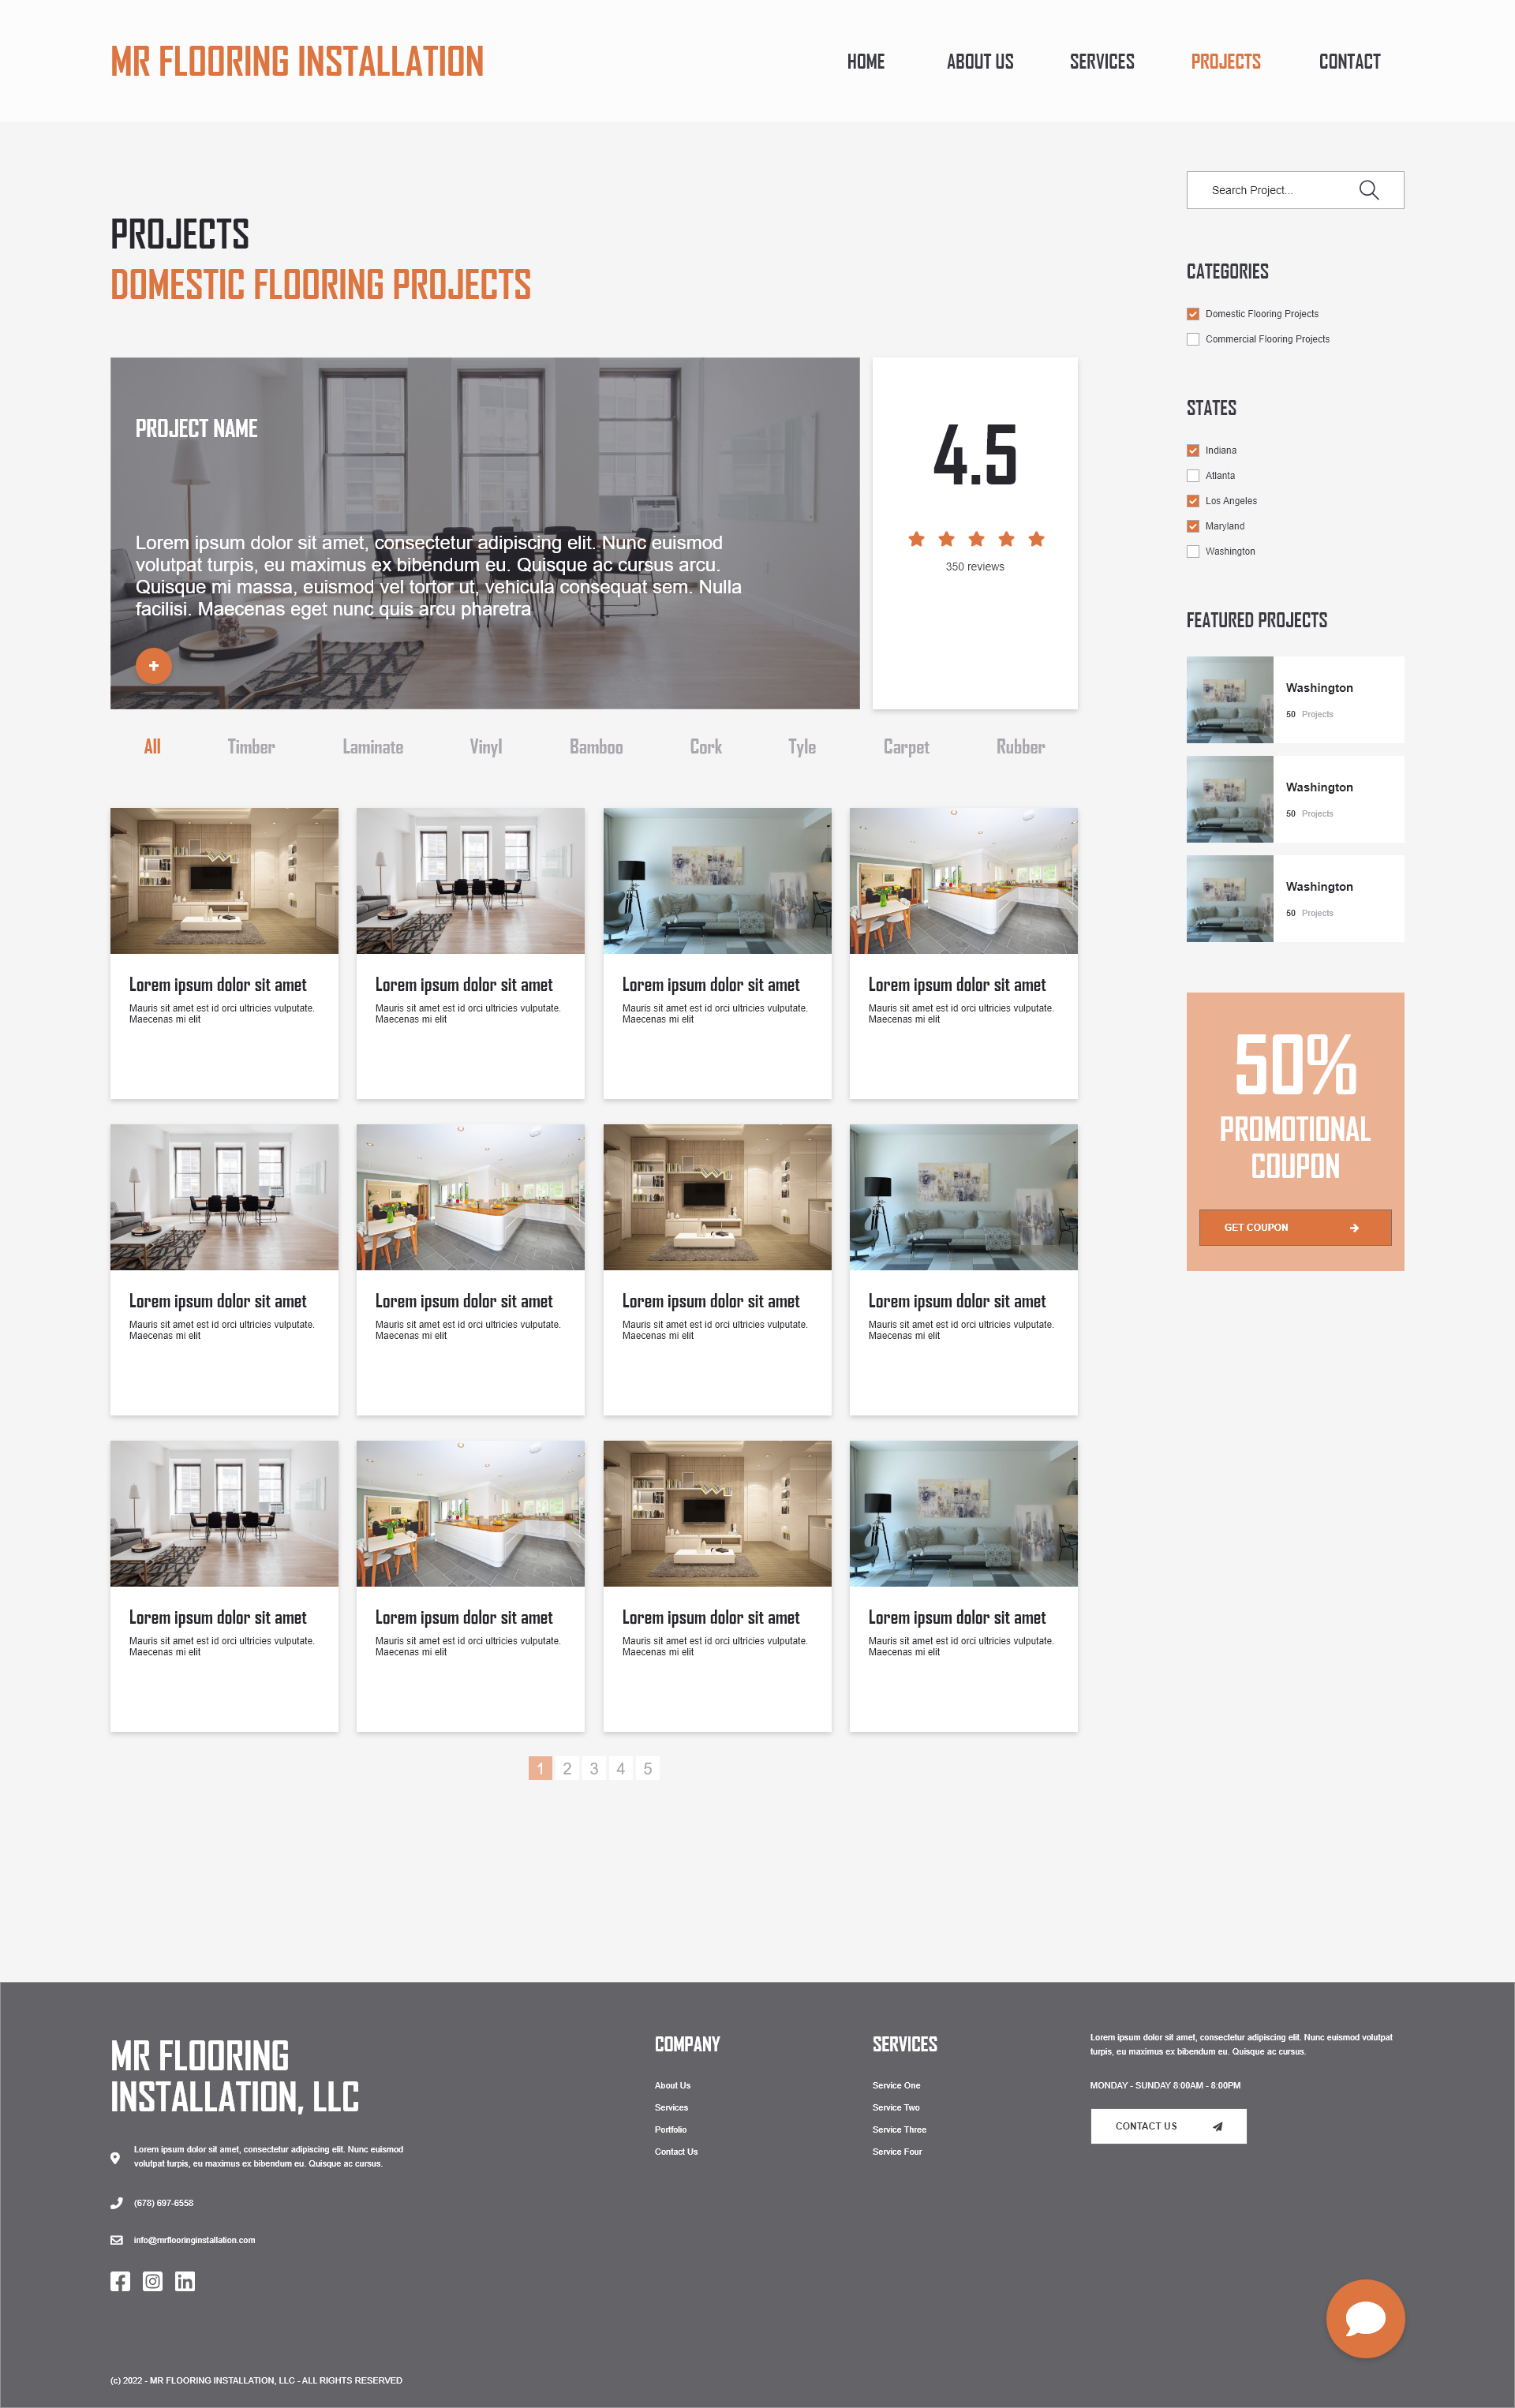 MR FLOORING INSTALLATION
HOME
ABOUT US
SERVICES
PROJECTS
CONTACT
PROJECTS
DOMESTIC FLOORING PROJECTS
PROJECT NAME
Lorem ipsum dolor sit amet, consectetur adipiscing elit. Nunc euismod
volutpat turpis, eu maximus ex bibendum eu. Quisque ac cursus arcu.
Quisque mi massa, euismod vel tortor ut, vehicula consequat sem. Nulla
facilisi. Maecenas eget nunc quis arcu pharetra
4.5
350 reviews
All
Timber
Laminate
Vinyl
Bamboo
Cork
Tyle
Carpet
Rubber
Lorem ipsum dolor sit amet
Mauris sit amet est id orci ultricies vulputate.
Maecenas mi elit
Lorem ipsum dolor sit amet
Mauris sit amet est id orci ultricies vulputate.
Maecenas mi elit
Lorem ipsum dolor sit amet
Mauris sit amet est id orci ultricies vulputate.
Maecenas mi elit
Lorem ipsum dolor sit amet
Mauris sit amet est id orci ultricies vulputate.
Maecenas mi elit
Lorem ipsum dolor sit amet
Mauris sit amet est id orci ultricies vulputate.
Maecenas mi elit
Lorem ipsum dolor sit amet
Mauris sit amet est id orci ultricies vulputate.
Maecenas mi elit
Lorem ipsum dolor sit amet
Mauris sit amet est id orci ultricies vulputate.
Maecenas mi elit
Lorem ipsum dolor sit amet
Mauris sit amet est id orci ultricies vulputate.
Maecenas mi elit
Lorem ipsum dolor sit amet
Mauris sit amet est id orci ultricies vulputate.
Maecenas mi elit
Lorem ipsum dolor sit amet
Mauris sit amet est id orci ultricies vulputate.
Maecenas mi elit
Lorem ipsum dolor sit amet
Mauris sit amet est id orci ultricies vulputate.
Maecenas mi elit
Lorem ipsum dolor sit amet
Mauris sit amet est id orci ultricies vulputate.
Maecenas mi elit
1 2 3 4 5
Search Project...
CATEGORIES
Domestic Flooring Projects
Commercial Flooring Projects
STATES
Indiana
Atlanta
Los Angeles
Maryland
Washington
FEATURED PROJECTS
Washington
50 Projects
Washington
50 Projects
Washington
50 Projects
50%
PROMOTIONAL
COUPON
GET COUPON
MR FLOORING
INSTALLATION, LLC
Lorem ipsum dolor sit amet, consectetur adipiscing elit. Nunc euismod
volutpat turpis, eu maximus ex bibendum eu. Quisque ac cursus.
(678) 697-6558
info@mrflooringinstallation.com
COMPANY
About Us
Services
Portfolio
Contact Us
SERVICES
Service One
Service Two
Service Three
Service Four
Lorem ipsum dolor sit amet, consectetur adipiscing elit. Nunc euismod volutpat
turpis, eu maximus ex bibendum eu. Quisque ac cursus.
MONDAY - SUNDAY 8:00AM - 8:00PM
CONTACT US
(c) 2022 - MR FLOORING INSTALLATION, LLC - ALL RIGHTS RESERVED